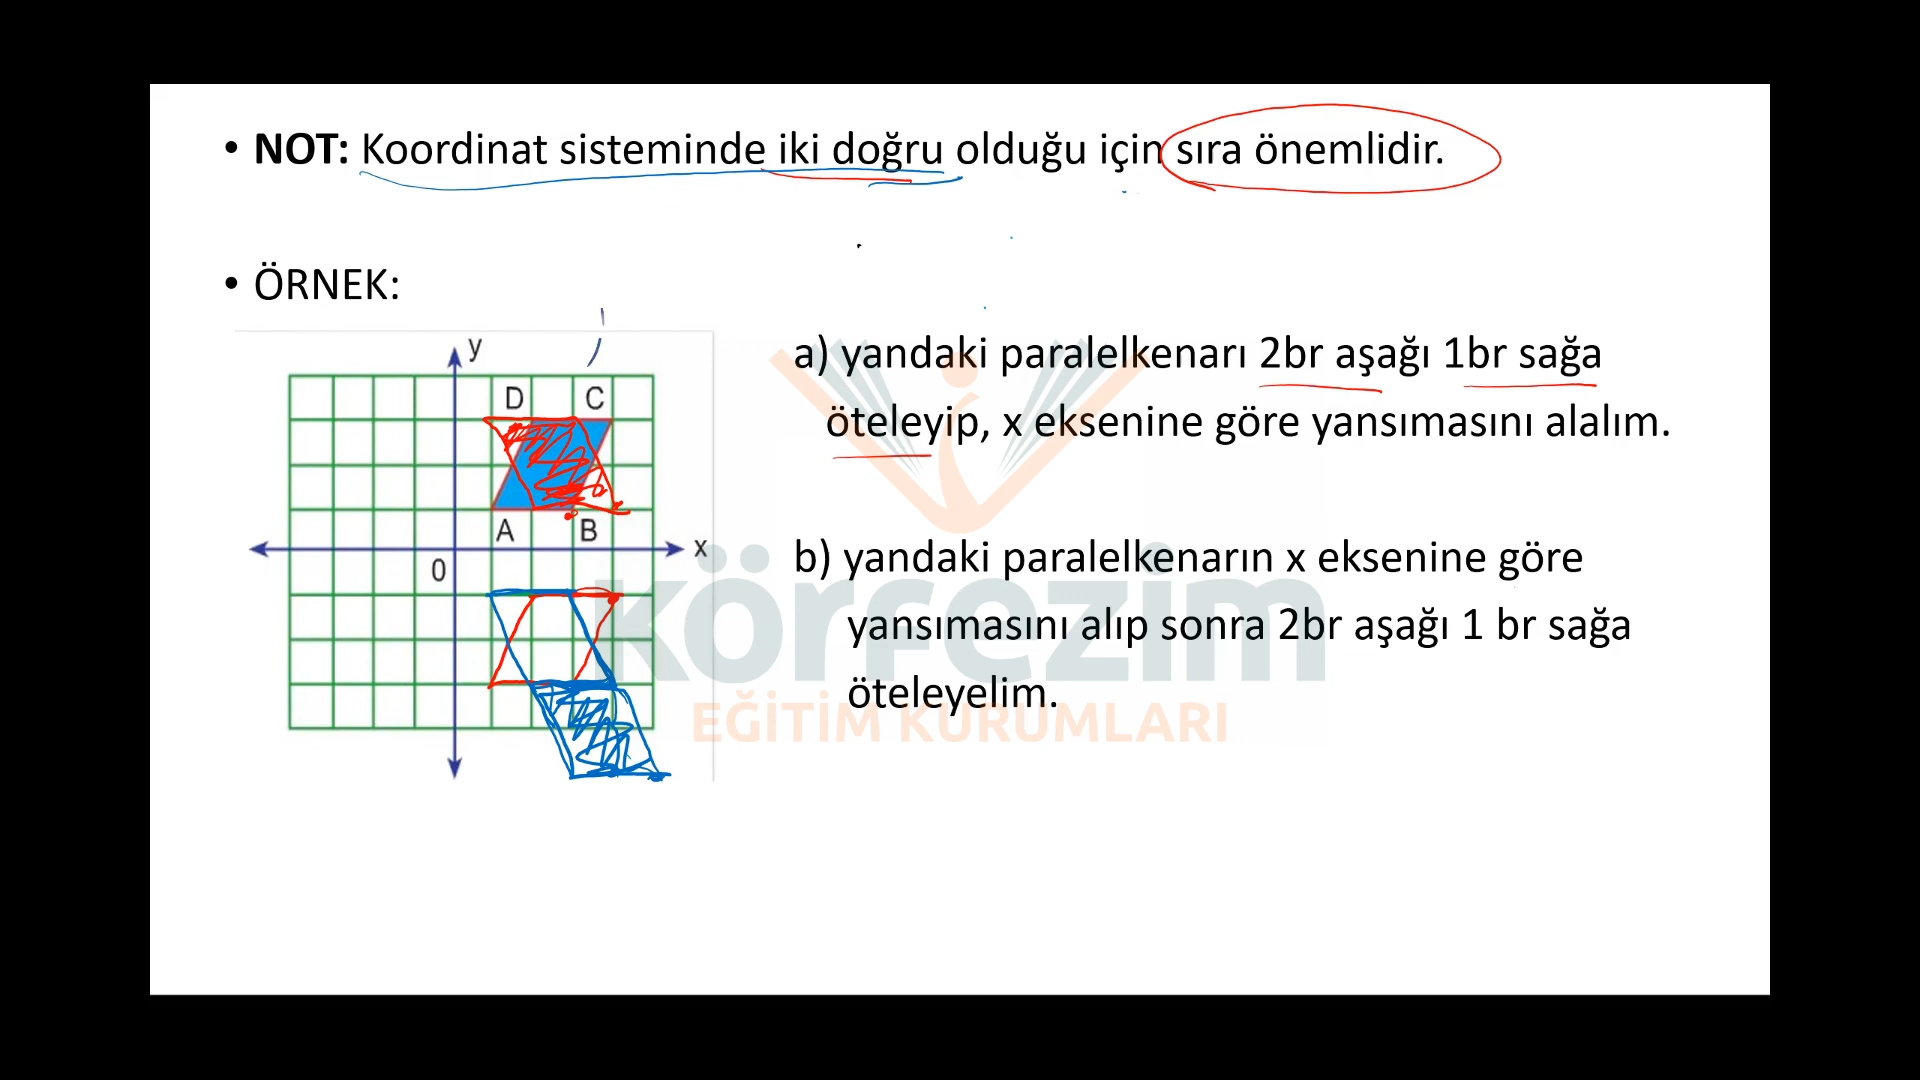 • NOT: Koordinat sisteminde iki doğru olduğu için sıra önemlidir.
• ÖRNEK:
y
D C
A B
x
0
a) yandaki paralelkenarı 2br aşağı 1br sağa
öteleyip, x eksenine göre yansımasını alalım.
b) yandaki paralelkenarın x eksenine göre
yansımasını alıp sonra 2br aşağı 1 br sağa
öteleyelim.
körfezim
EĞİTİM KURUMLARI